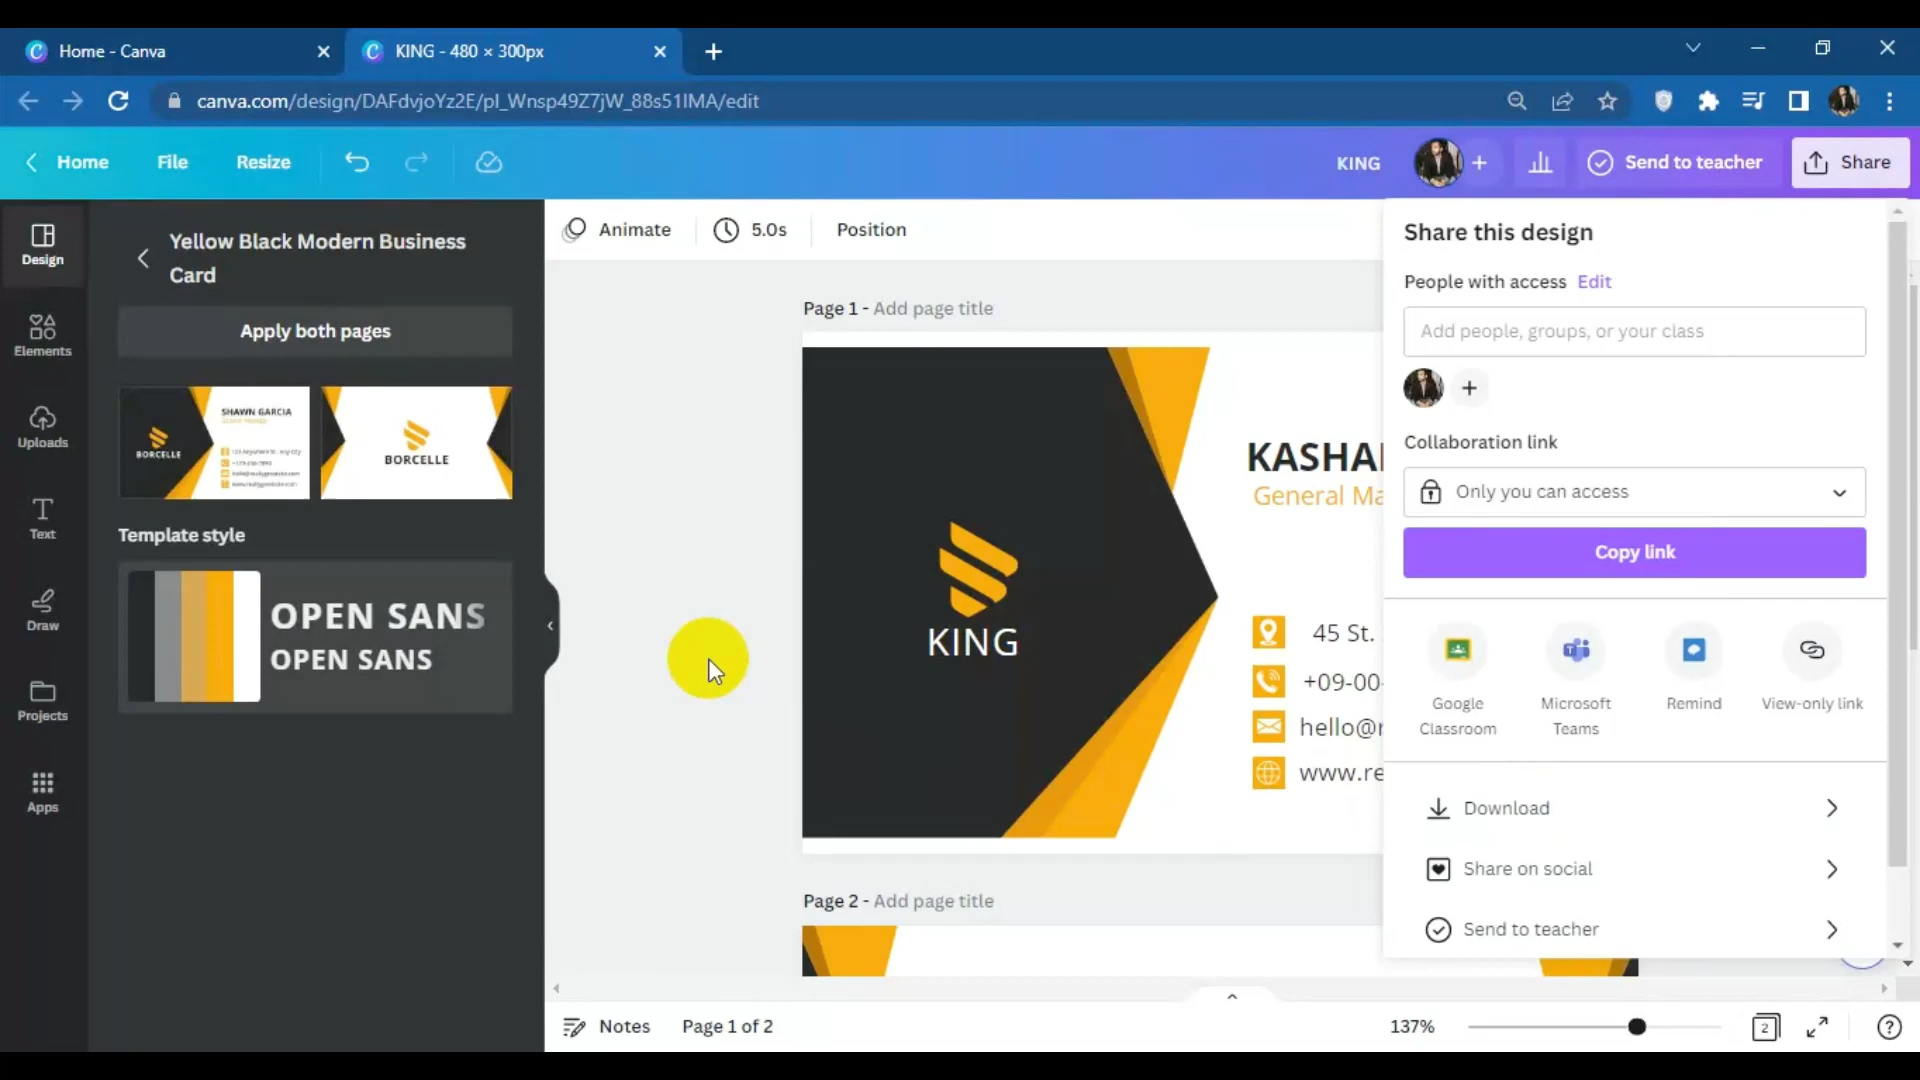 Home - Canva
KING - 480 × 300px
canva.com/design/DAFdvjoYz2E/pl_Wnsp49Z7jW_88s51IMA/edit
Home
File
Resize
KING
Send to teacher
Share
Design
Elements
Uploads
Text
Draw
Projects
Apps
Yellow Black Modern Business
Card
Apply both pages
BORCELLE
SHAWN GARCIA
BORCELLE
Template style
OPEN SANS
OPEN SANS
Animate
5.0s
Position
Page 1 - Add page title
KING
KASHA
General Ma
45 St.
+09-00-
hello@r
www.re
Page 2 - Add page title
Share this design
People with access Edit
Add people, groups, or your class
Collaboration link
Only you can access
Copy link
Google
Classroom
Microsoft
Teams
Remind
View-only link
Download
Share on social
Send to teacher
Notes
Page 1 of 2
137%
2